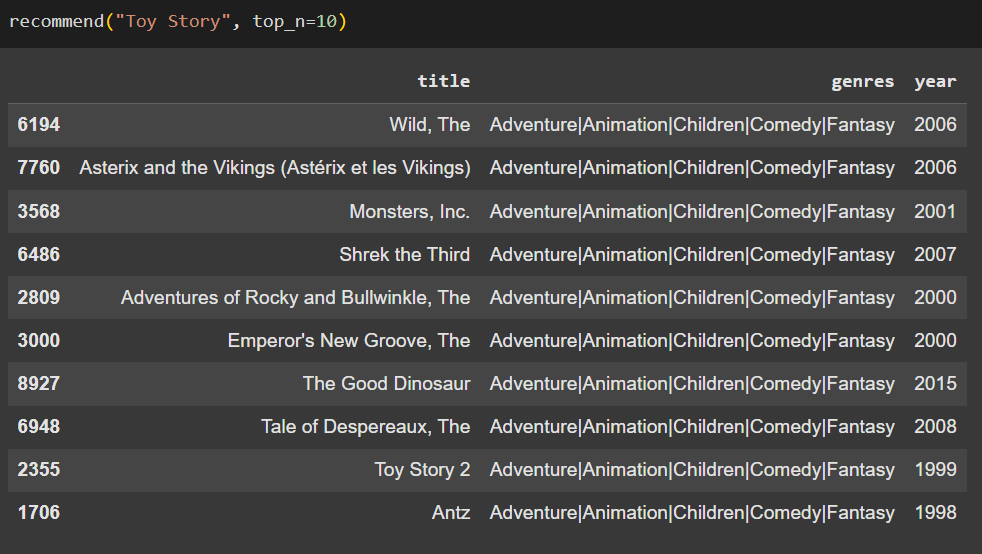 recommend("Toy Story", top_n=10)
title genres year
6194 Wild, The Adventure|Animation|Children|Comedy|Fantasy 2006
7760 Asterix and the Vikings (Astérix et les Vikings) Adventure|Animation|Children|Comedy|Fantasy 2006
3568 Monsters, Inc. Adventure|Animation|Children|Comedy|Fantasy 2001
6486 Shrek the Third Adventure|Animation|Children|Comedy|Fantasy 2007
2809 Adventures of Rocky and Bullwinkle, The Adventure|Animation|Children|Comedy|Fantasy 2000
3000 Emperor's New Groove, The Adventure|Animation|Children|Comedy|Fantasy 2000
8927 The Good Dinosaur Adventure|Animation|Children|Comedy|Fantasy 2015
6948 Tale of Despereaux, The Adventure|Animation|Children|Comedy|Fantasy 2008
2355 Toy Story 2 Adventure|Animation|Children|Comedy|Fantasy 1999
1706 Antz Adventure|Animation|Children|Comedy|Fantasy 1998